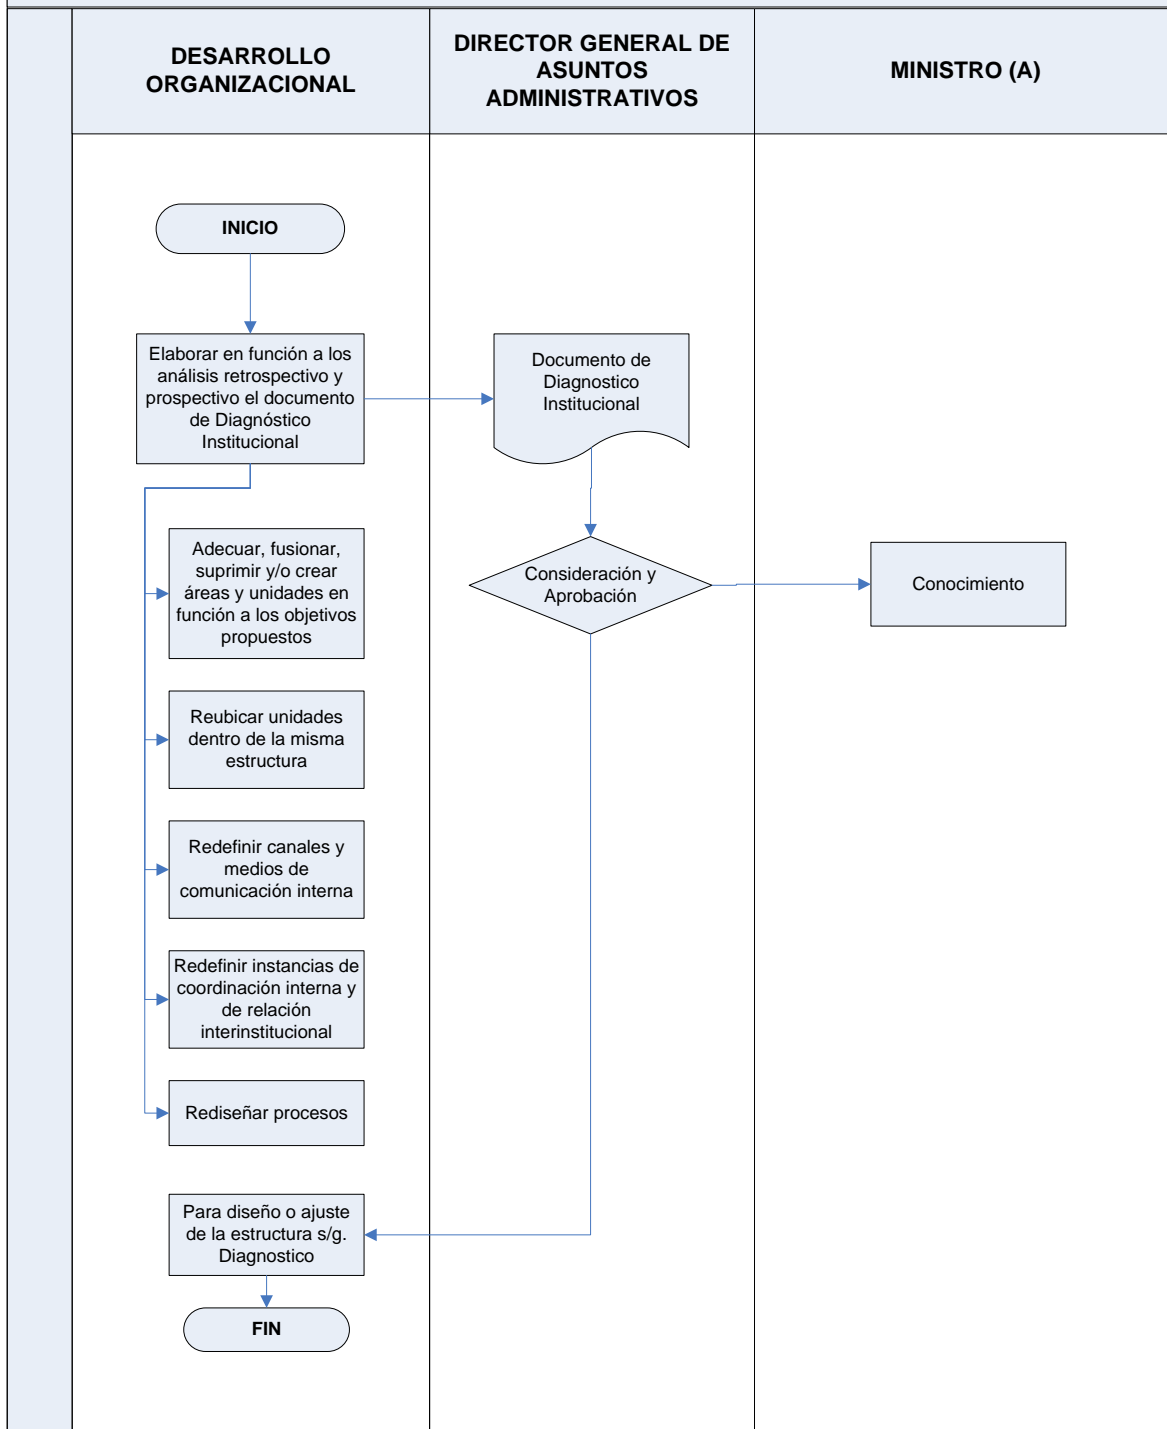 DESARROLLO
ORGANIZACIONAL
DIRECTOR GENERAL DE
ASUNTOS
ADMINISTRATIVOS
MINISTRO (A)
INICIO
Elaborar en función a los
análisis retrospectivo y
prospectivo el documento
de Diagnóstico
Institucional
Documento de
Diagnostico
Institucional
Adecuar, fusionar,
suprimir y/o crear
áreas y unidades en
función a los objetivos
propuestos
Consideración y
Aprobación
Conocimiento
Reubicar unidades
dentro de la misma
estructura
Redefinir canales y
medios de
comunicación interna
Redefinir instancias de
coordinación interna y
de relación
interinstitucional
Rediseñar procesos
Para diseño o ajuste
de la estructura s/g.
Diagnostico
FIN